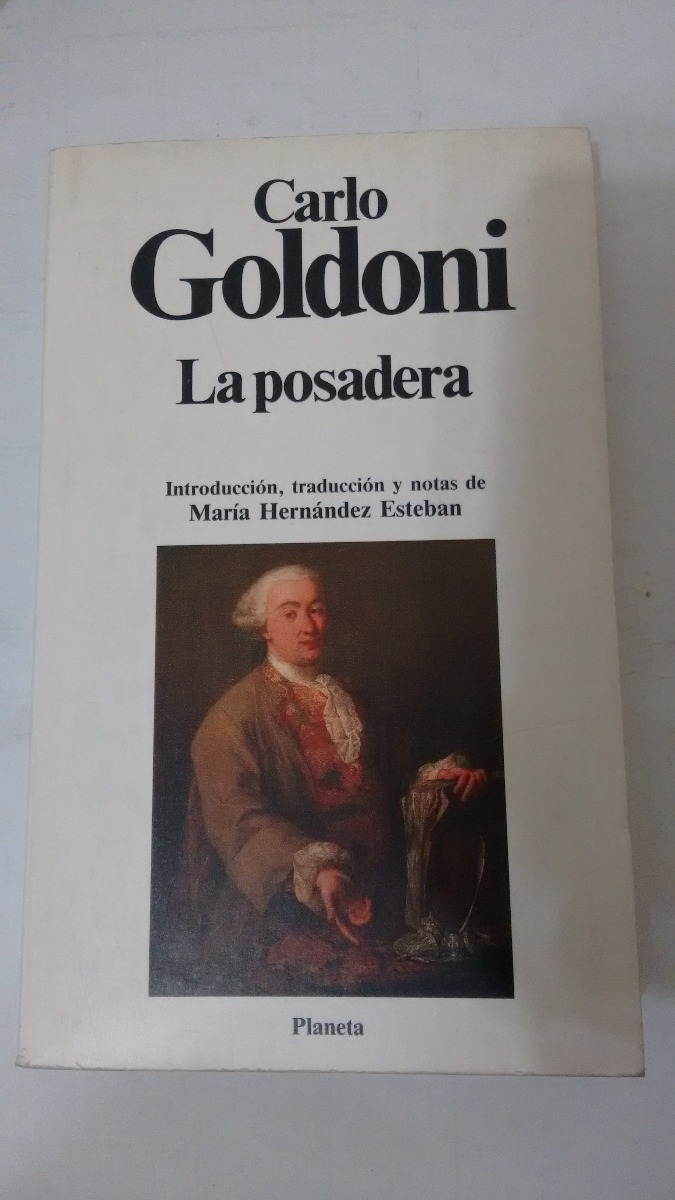 Carlo
Goldoni
La posadera
Introducción, traducción y notas de
María Hernández Esteban
Planeta